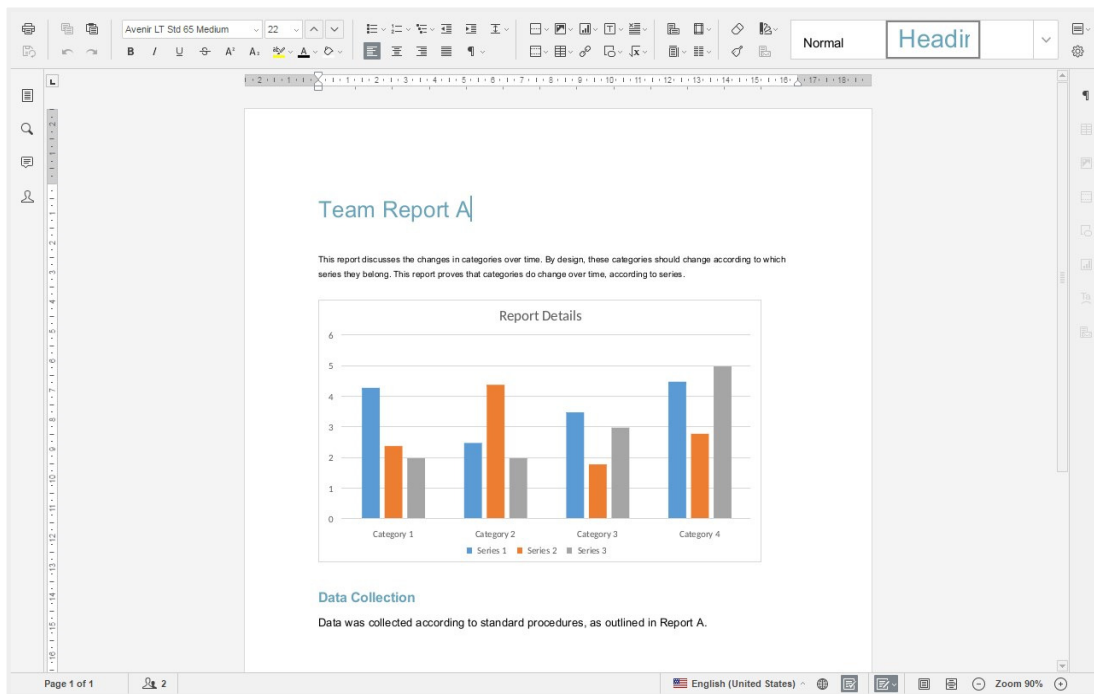 Avenir LT Std 65 Medium 22
Normal
Headir
Team Report A
This report discusses the changes in categories over time. By design, these categories should change according to which
series they belong. This report proves that categories do change over time, according to series.
Report Details
6
5
4
3
2
1
0
Category 1 Category 2 Category 3 Category 4
Series 1 Series 2 Series 3
Data Collection
Data was collected according to standard procedures, as outlined in Report A.
Page 1 of 1 2 English (United States) Zoom 90%